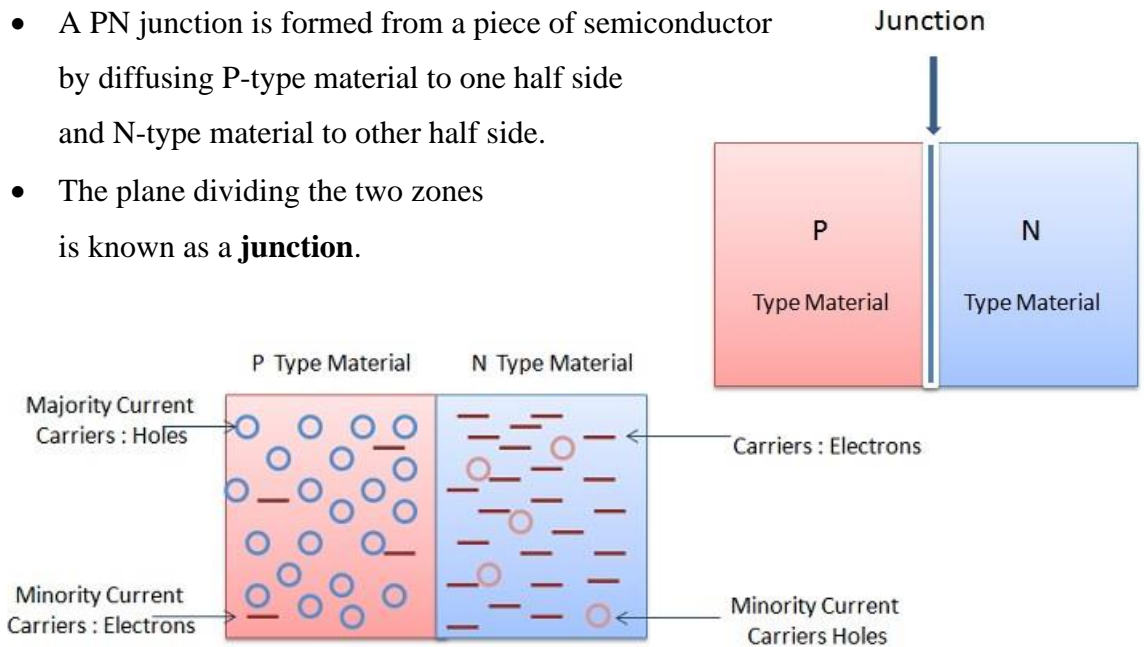 • A PN junction is formed from a piece of semiconductor
by diffusing P-type material to one half side
and N-type material to other half side.
• The plane dividing the two zones
is known as a junction.
Junction
P
Type Material
N
Type Material
P Type Material
N Type Material
Majority Current
Carriers : Holes
Carriers : Electrons
Minority Current
Carriers : Electrons
Minority Current
Carriers Holes